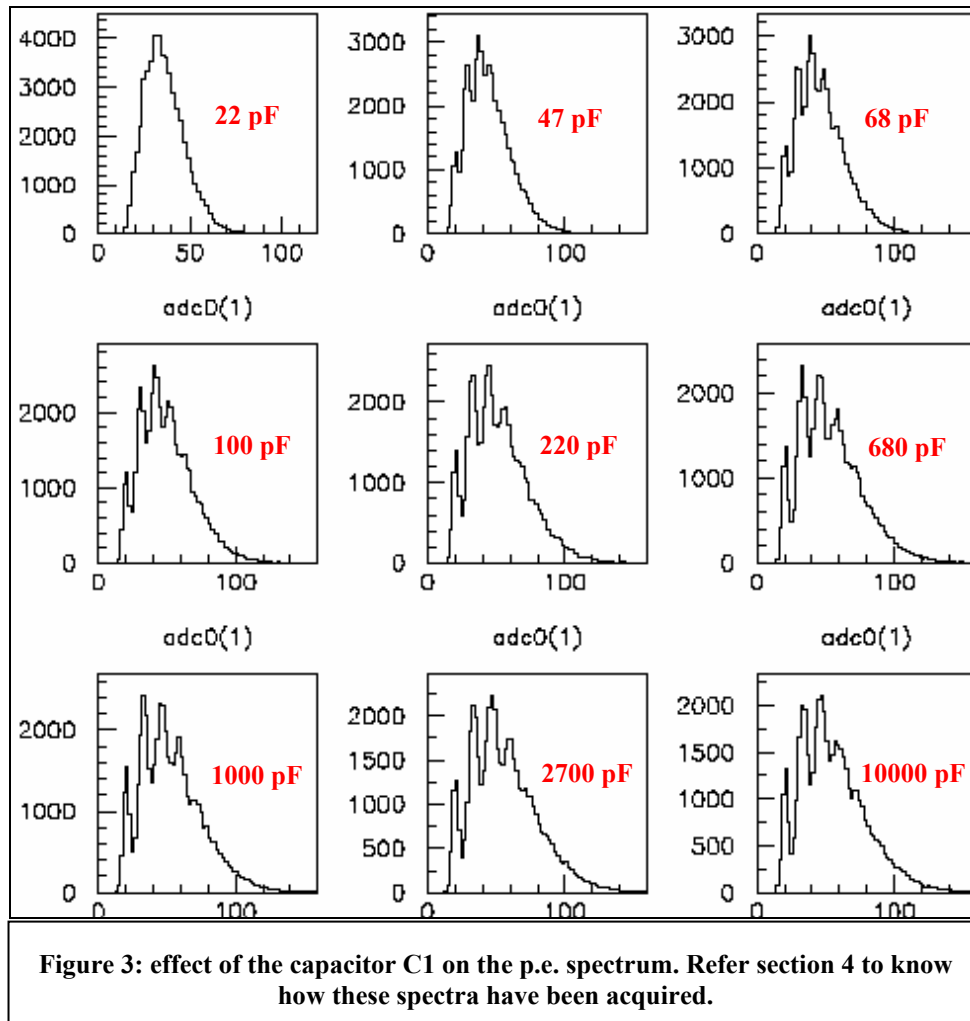 4000
3000
2000
1000
0
22 pF
0 50 100
3000
2000
1000
0
47 pF
0 100
3000
2000
1000
0
68 pF
0 100
adc0(1)
adc0(1)
adc0(1)
2000
1000
0
100 pF
0 100
2000
1000
0
220 pF
0 100
2000
1000
0
680 pF
0 100
adc0(1)
adc0(1)
adc0(1)
2000
1000
0
1000 pF
0 100
2000
1500
1000
500
0
2700 pF
0 100
2000
1500
1000
500
0
10000 pF
0 100
Figure 3: effect of the capacitor C1 on the p.e. spectrum. Refer section 4 to know
how these spectra have been acquired.